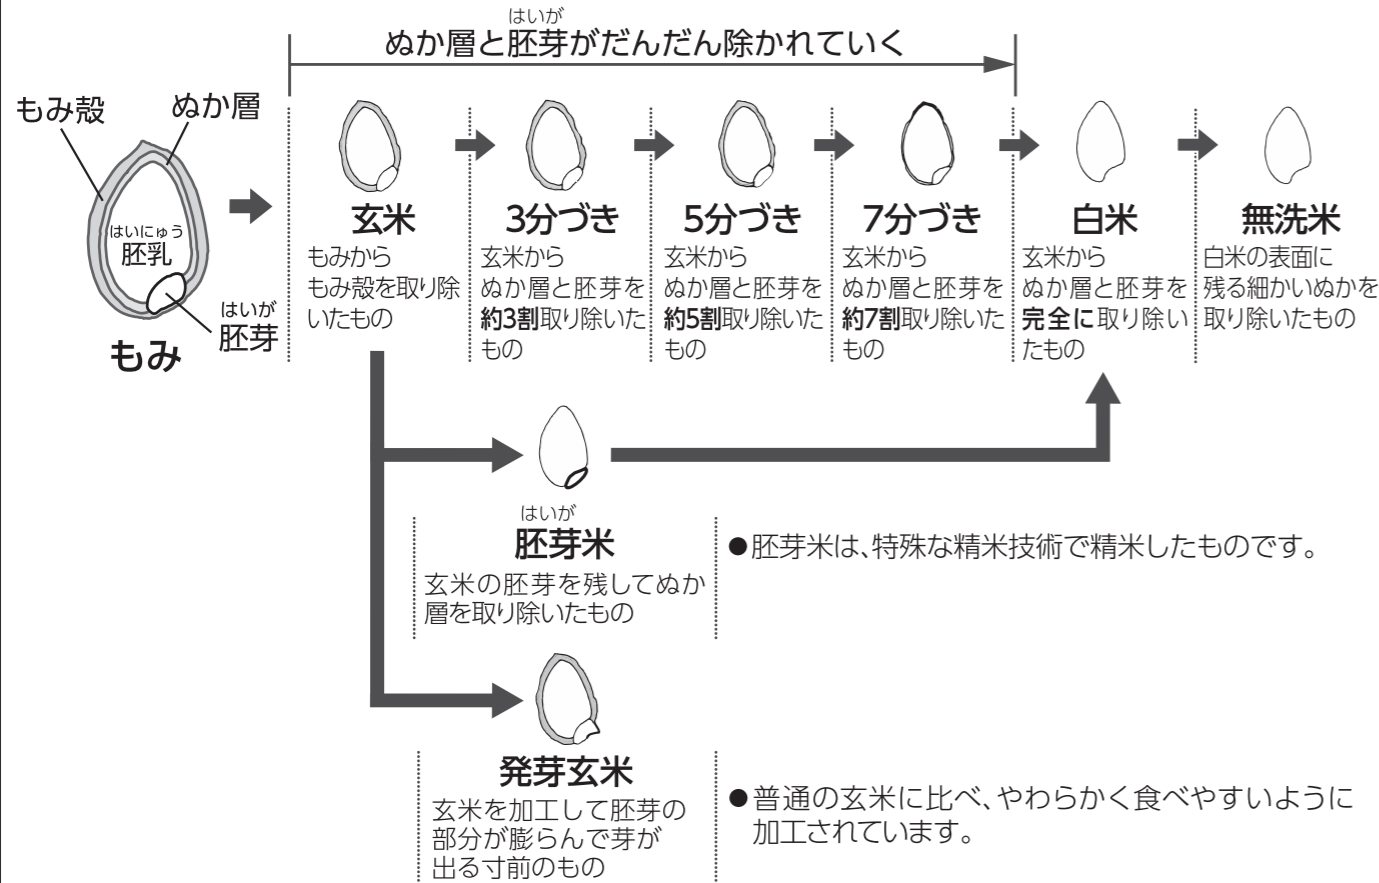 はいが
ぬか層と胚芽がだんだん除かれていく
もみ殻
ぬか層
はいにゅう
胚乳
はいが
胚芽
もみ
玄米
もみから
もみ殻を取り除
いたもの
3分づき
玄米から
ぬか層と胚芽を
約3割取り除いた
もの
5分づき
玄米から
ぬか層と胚芽を
約5割取り除いた
もの
7分づき
玄米から
ぬか層と胚芽を
約7割取り除いた
もの
白米
玄米から
ぬか層と胚芽を
完全に取り除い
たもの
無洗米
白米の表面に
残る細かいぬかを
取り除いたもの
はいが
胚芽米
玄米の胚芽を残してぬか
層を取り除いたもの
●胚芽米は、特殊な精米技術で精米したものです。
発芽玄米
玄米を加工して胚芽の
部分が膨らんで芽が
出る寸前のもの
●普通の玄米に比べ、やわらかく食べやすいように
加工されています。